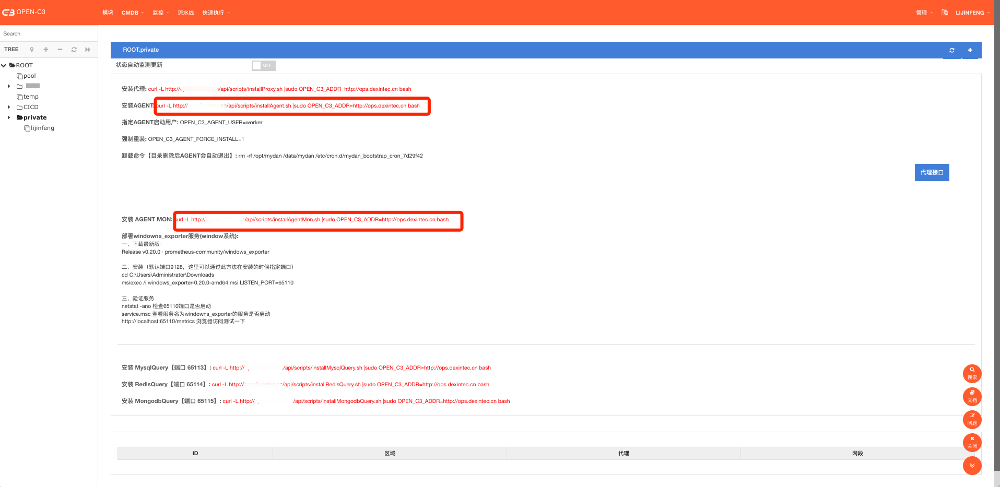 OPEN-C3
模块 CMDB 监控 流水线 快速执行
管理 LIJINFENG
Search
TREE
ROOT
pool
temp
CICD
private
lijinfeng
ROOT.private
状态自动监测更新 OFF
安装代理: curl -L http:// /api/scripts/installProxy.sh |sudo OPEN_C3_ADDR=http://ops.dexintec.cn bash
安装AGENT: curl -L http:// /api/scripts/installAgent.sh |sudo OPEN_C3_ADDR=http://ops.dexintec.cn bash
指定AGENT启动用户: OPEN_C3_AGENT_USER=worker
强制重装: OPEN_C3_AGENT_FORCE_INSTALL=1
卸载命令【目录删除后AGENT会自动退出】: rm -rf /opt/mydan /data/mydan /etc/cron.d/mydan_bootstrap_cron_7d29f42
代理接口
安装 AGENT MON: curl -L http:// /api/scripts/installAgentMon.sh |sudo OPEN_C3_ADDR=http://ops.dexintec.cn bash
部署windowns_exporter服务(window系统):
一、下载最新版：
Release v0.20.0 · prometheus-community/windows_exporter
二、安装（默认端口9128，这里可以通过此方法在安装的时候指定端口）
cd C:\Users\Administrator\Downloads
msiexec /i windows_exporter-0.20.0-amd64.msi LISTEN_PORT=65110
三、验证服务
netstat -ano 检查65110端口是否启动
service.msc 查看服务名为windowns_exporter的服务是否启动
http://localhost:65110/metrics 浏览器访问测试一下
安装 MysqlQuery【端口 65113】: curl -L http:// /api/scripts/installMysqlQuery.sh |sudo OPEN_C3_ADDR=http://ops.dexintec.cn bash
安装 RedisQuery【端口 65114】: curl -L http:// /api/scripts/installRedisQuery.sh |sudo OPEN_C3_ADDR=http://ops.dexintec.cn bash
安装 MongodbQuery【端口 65115】: curl -L http:// /api/scripts/installMongodbQuery.sh |sudo OPEN_C3_ADDR=http://ops.dexintec.cn bash
搜索
文档
问题
关闭
ID 区域 代理 网段